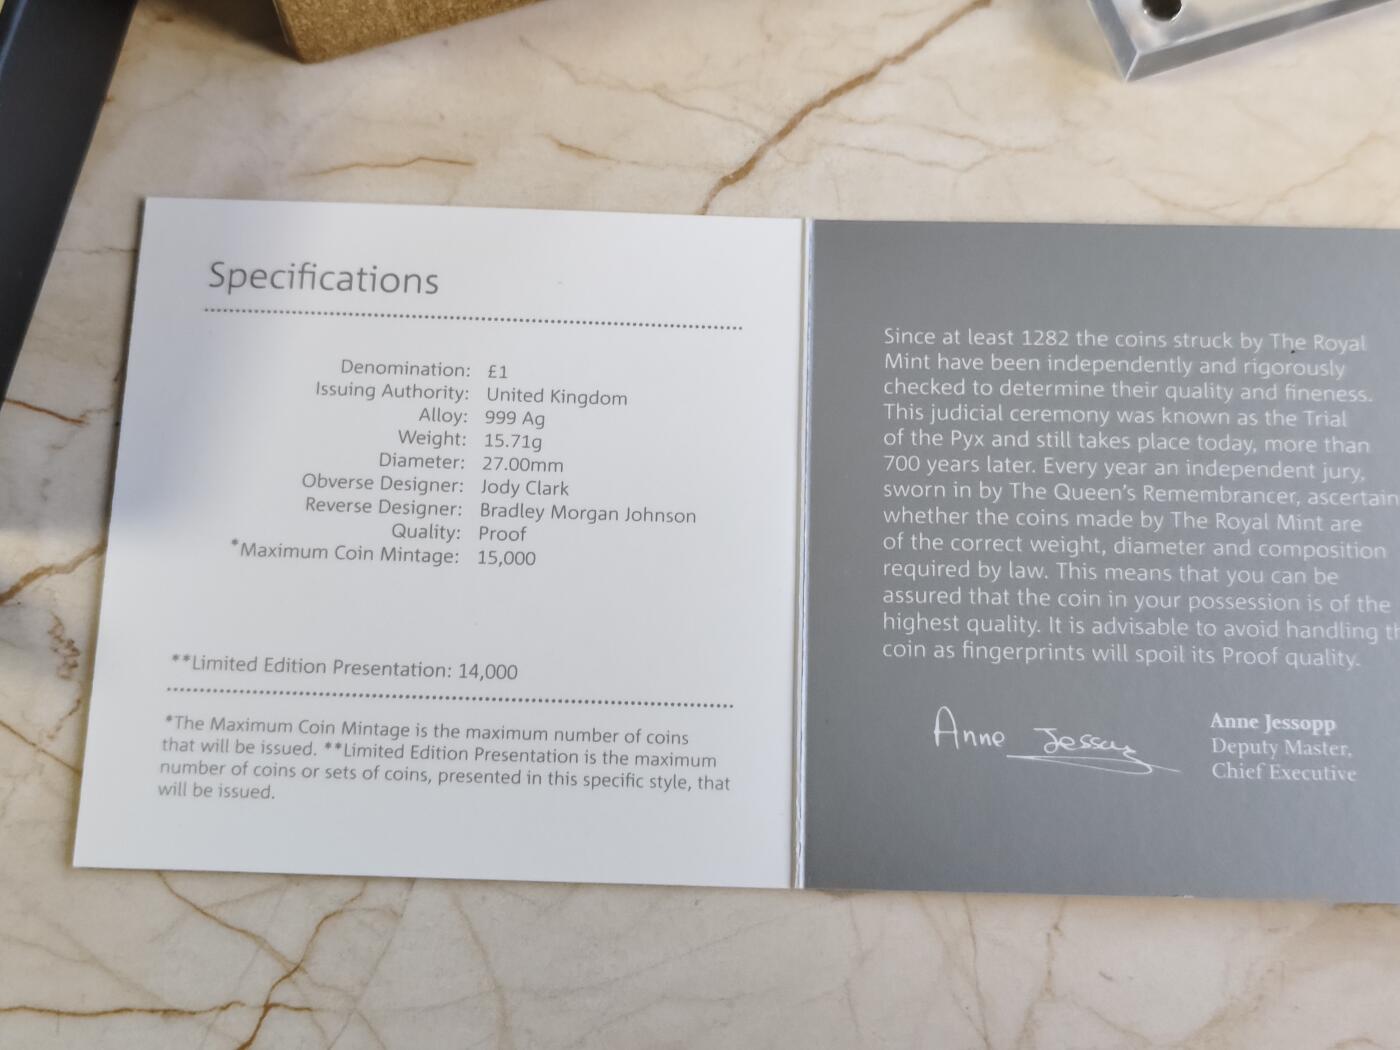 Specifications
Denomination: £1
Issuing Authority: United Kingdom
Alloy: 999 Ag
Weight: 15.71g
Diameter: 27.00mm
Obverse Designer: Jody Clark
Reverse Designer: Bradley Morgan Johnson
Quality: Proof
*Maximum Coin Mintage: 15,000
**Limited Edition Presentation: 14,000
*The Maximum Coin Mintage is the maximum number of coins
that will be issued. **Limited Edition Presentation is the maximum
number of coins or sets of coins, presented in this specific style, that
will be issued.
Since at least 1282 the coins struck by The Royal
Mint have been independently and rigorously
checked to determine their quality and fineness.
This judicial ceremony was known as the Trial
of the Pyx and still takes place today, more than
700 years later. Every year an independent jury,
sworn in by The Queen's Remembrancer, ascertain
whether the coins made by The Royal Mint are
of the correct weight, diameter and composition
required by law. This means that you can be
assured that the coin in your possession is of the
highest quality. It is advisable to avoid handling th
coin as fingerprints will spoil its Proof quality.
Anne Jessopp
Anne Jessopp
Deputy Master,
Chief Executive